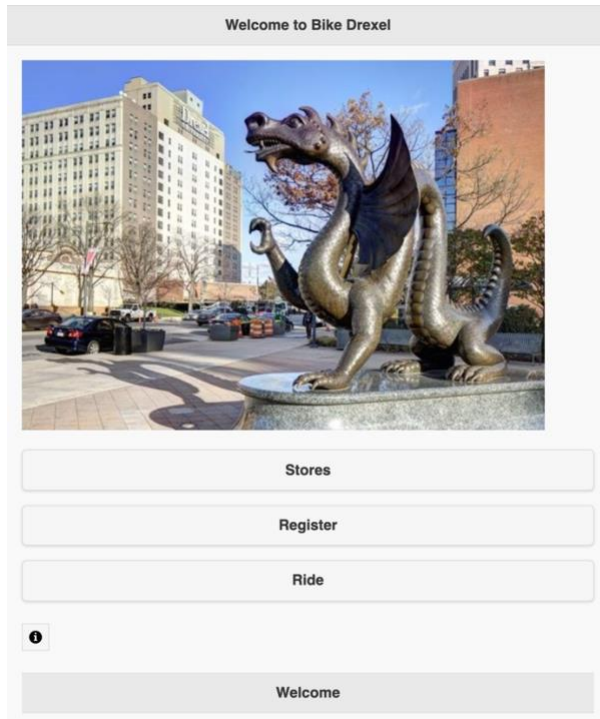 Welcome to Bike Drexel
Stores
Register
Ride
Welcome